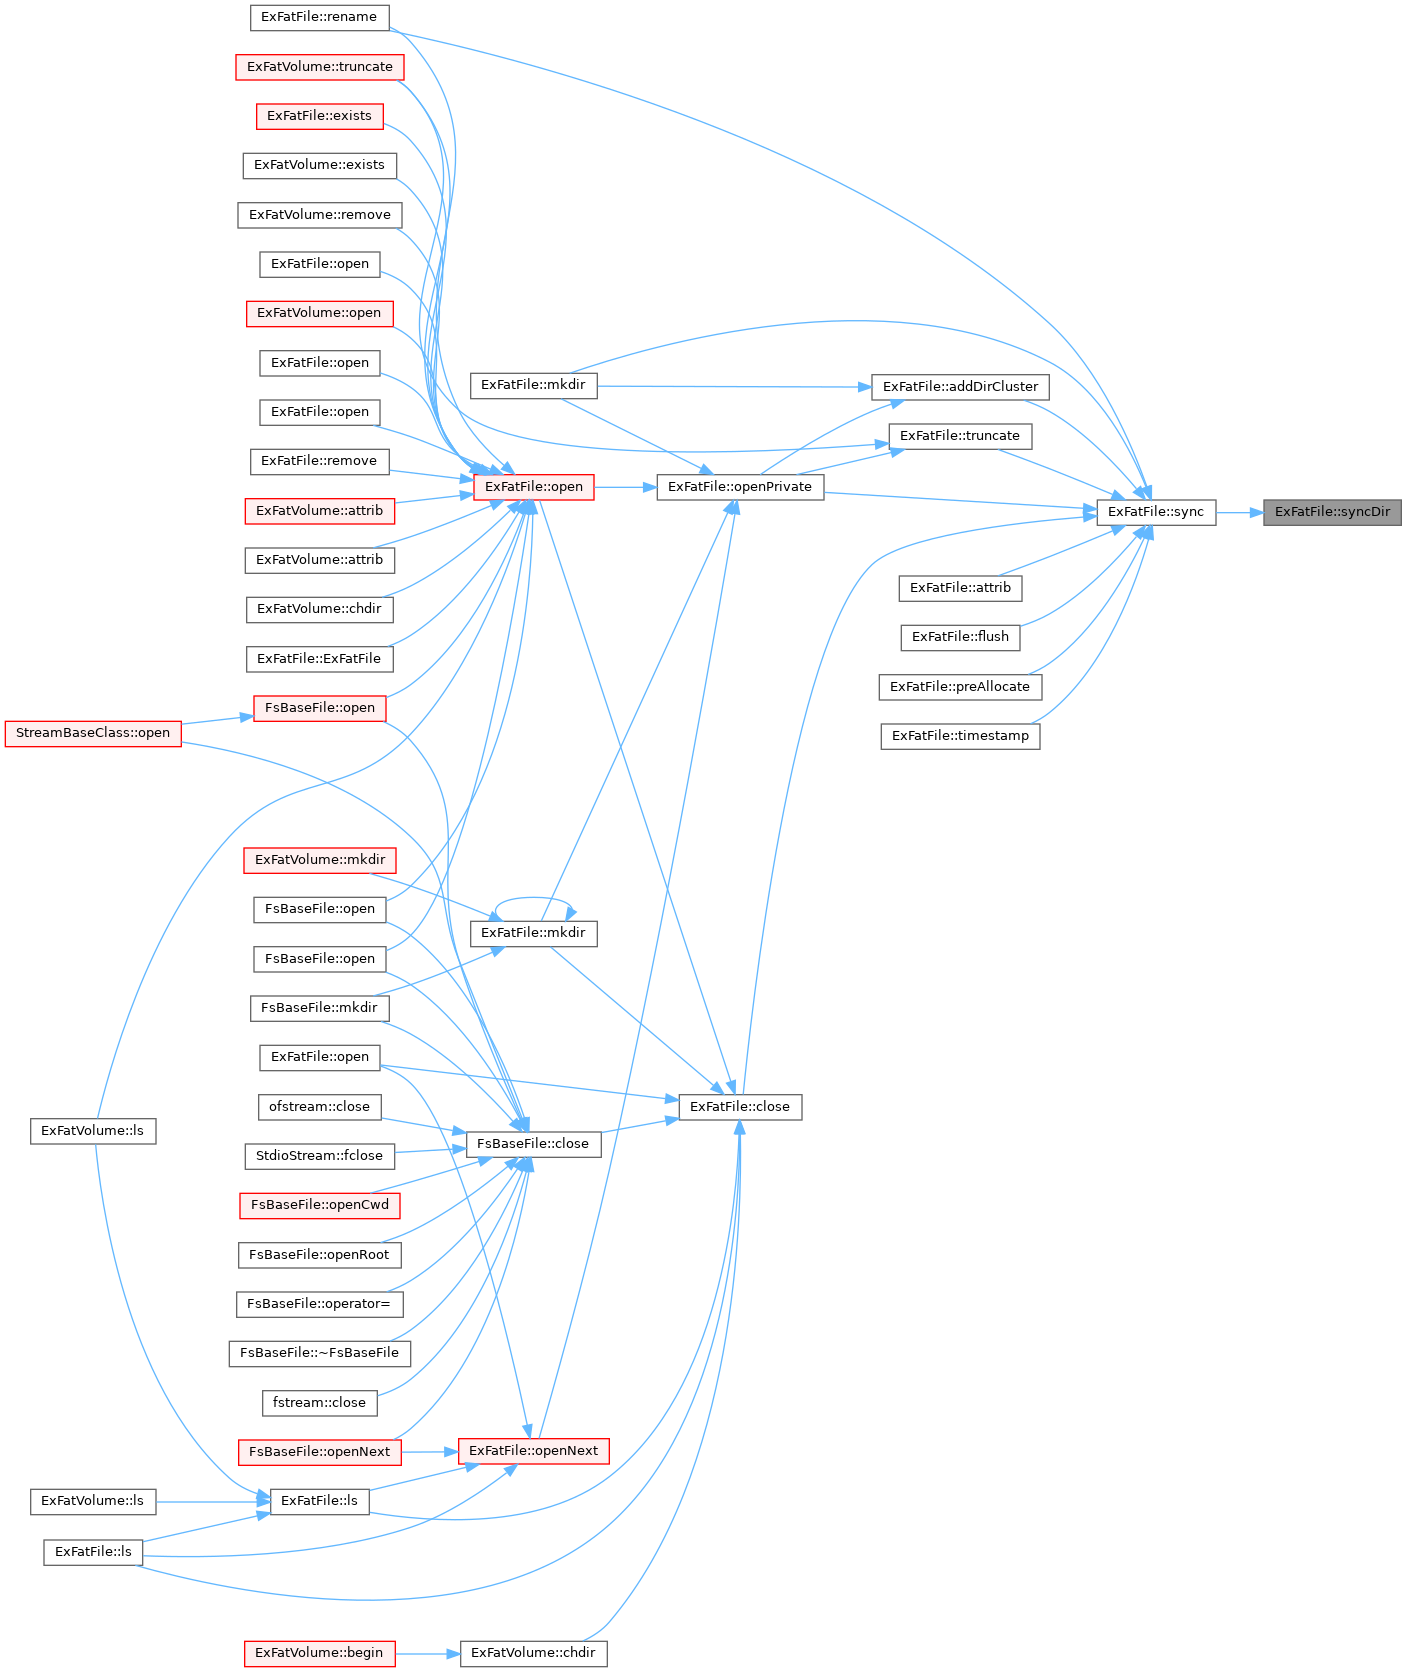 ExFatFile::rename
ExFatVolume::truncate
ExFatFile::exists
ExFatVolume::exists
ExFatVolume::remove
ExFatFile::open
ExFatVolume::open
ExFatFile::open
ExFatFile::mkdir
ExFatFile::addDirCluster
ExFatFile::open
ExFatFile::truncate
ExFatFile::remove
ExFatFile::open
ExFatFile::openPrivate
ExFatVolume::attrib
ExFatFile::sync
ExFatFile::syncDir
ExFatVolume::attrib
ExFatFile::attrib
ExFatVolume::chdir
ExFatFile::flush
ExFatFile::ExFatFile
ExFatFile::preAllocate
FsBaseFile::open
StreamBaseClass::open
ExFatFile::timestamp
ExFatVolume::mkdir
FsBaseFile::open
ExFatFile::mkdir
FsBaseFile::open
FsBaseFile::mkdir
ExFatFile::open
ofstream::close
ExFatFile::close
ExFatVolume::ls
FsBaseFile::close
StdioStream::fclose
FsBaseFile::openCwd
FsBaseFile::openRoot
FsBaseFile::operator=
FsBaseFile::~FsBaseFile
fstream::close
FsBaseFile::openNext
ExFatFile::openNext
ExFatVolume::ls
ExFatFile::ls
ExFatFile::ls
ExFatVolume::begin
ExFatVolume::chdir